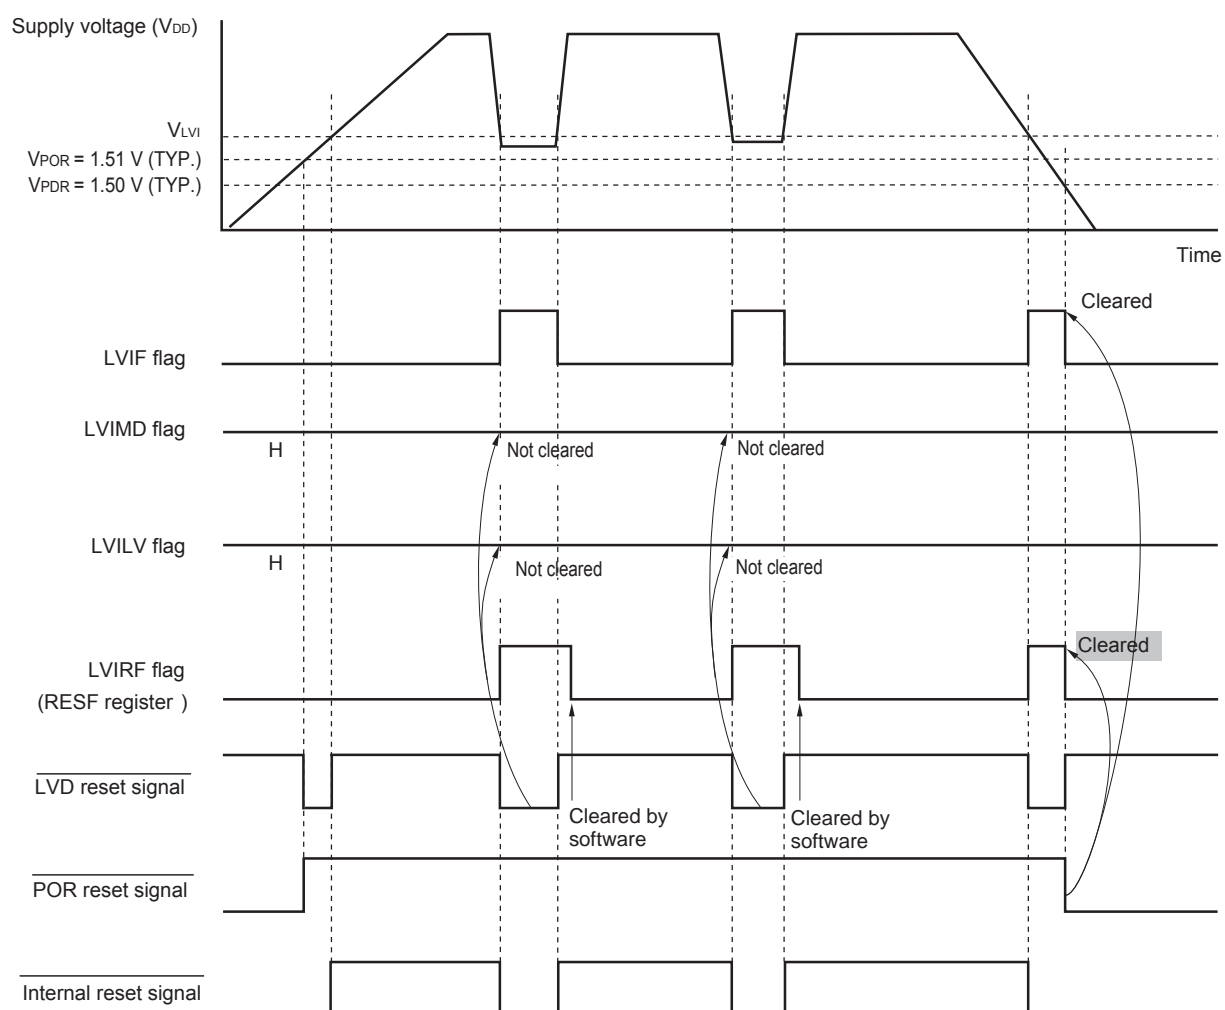 Supply voltage (VDD)
VLVI
VPOR = 1.51 V (TYP.)
VPDR = 1.50 V (TYP.)
Time
Cleared
LVIF flag
LVIMD flag
H
Not cleared
Not cleared
LVILV flag
H
Not cleared
Not cleared
Cleared
LVIRF flag
(RESF register )
LVD reset signal
Cleared by
software
Cleared by
software
POR reset signal
Internal reset signal